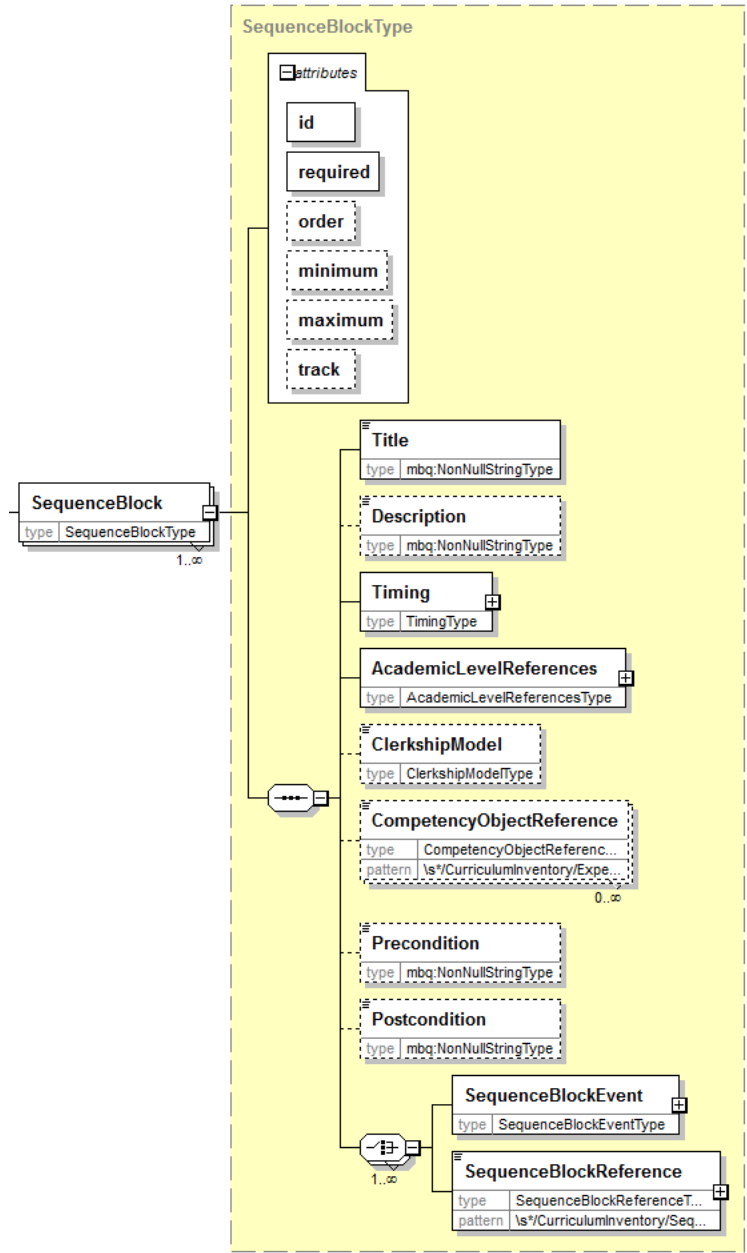 SequenceBlockType
attributes
id
required
order
minimum
maximum
track
SequenceBlock
type SequenceBlockType
1..∞
Title
type mbq:NonNullStringType
Description
type mbq:NonNullStringType
Timing
type TimingType
AcademicLevelReferences
type AcademicLevelReferencesType
ClerkshipModel
type ClerkshipModelType
CompetencyObjectReference
type CompetencyObjectReferenc...
pattern \s*/CurriculumInventory/Expe...
0..∞
Precondition
type mbq:NonNullStringType
Postcondition
type mbq:NonNullStringType
1..∞
SequenceBlockEvent
type SequenceBlockEventType
SequenceBlockReference
type SequenceBlockReferenceT...
pattern \s*/CurriculumInventory/Seq...